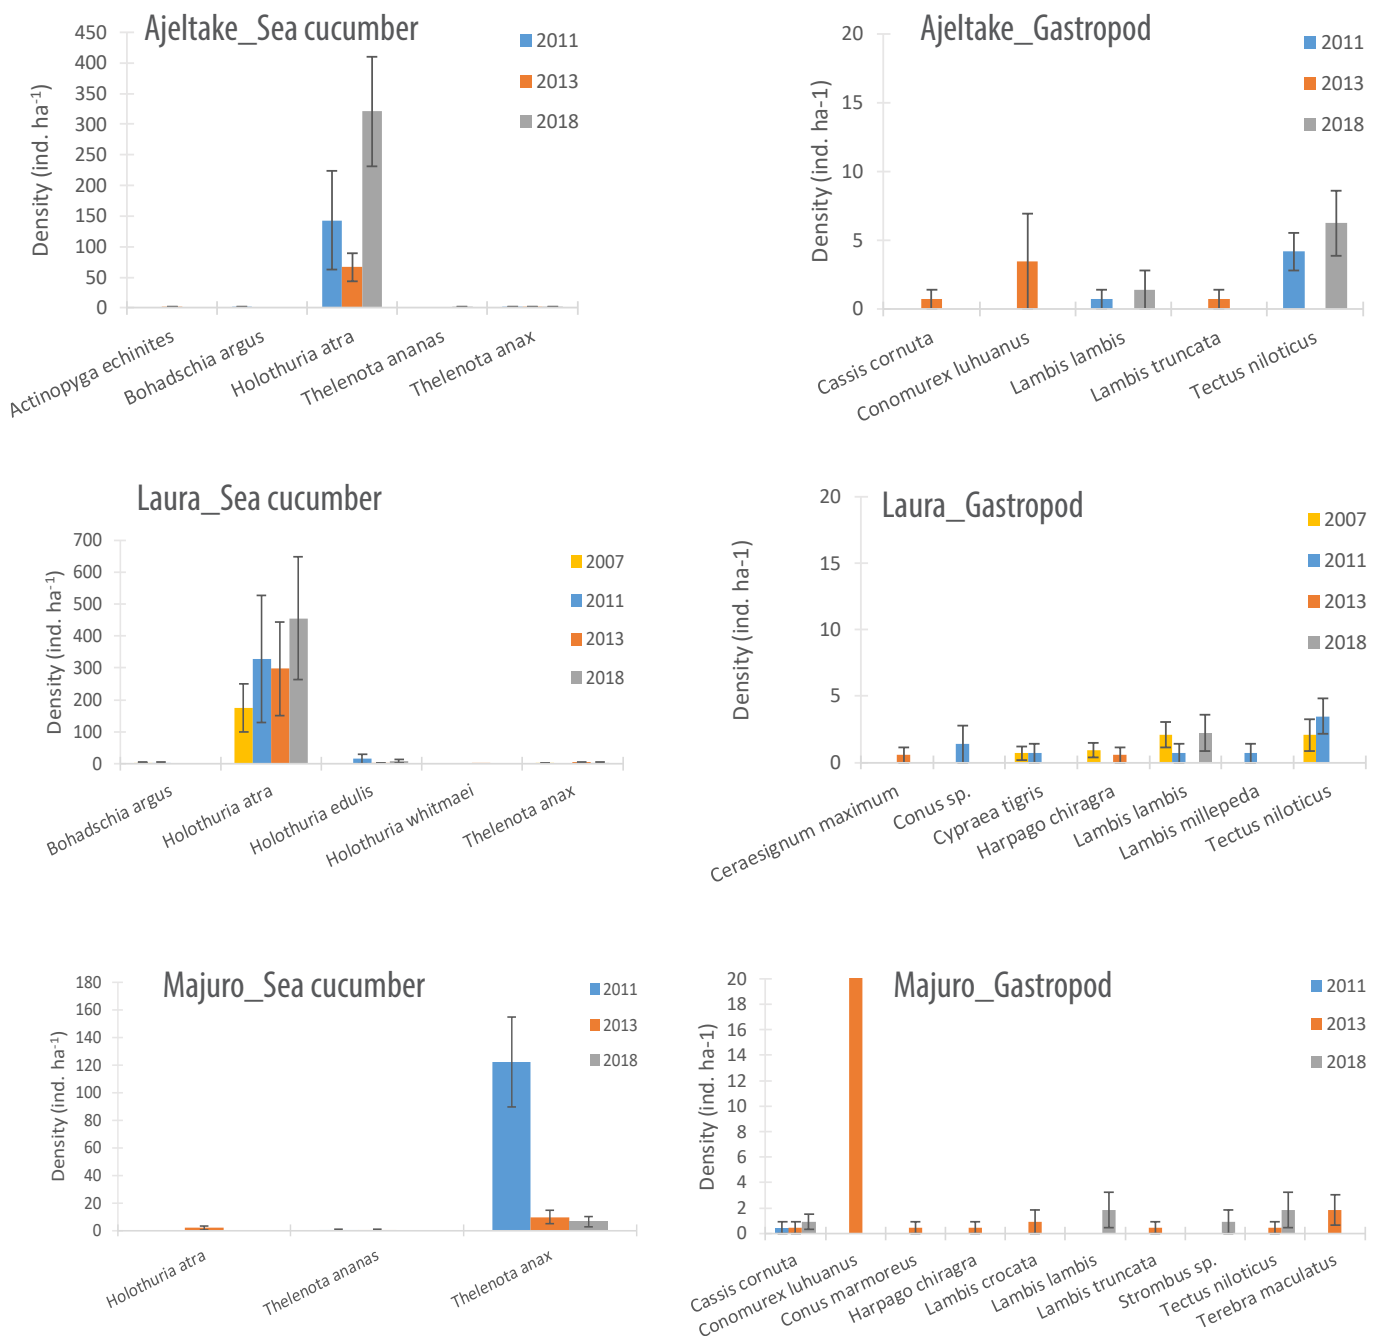 Ajeltake_Sea cucumber
Density (ind. ha-1)
450
400
350
300
250
200
150
100
50
0
2011
2013
2018
Actinopyga echinites
Bohadschia argus
Holothuria atra
Thelenota ananas
Thelenota anax
Ajeltake_Gastropod
Density (ind. ha-1)
20
15
10
5
0
2011
2013
2018
Cassis cornuta
Conomurex luhuanus
Lambis lambis
Lambis truncata
Tectus niloticus
Laura_Sea cucumber
Density (ind. ha-1)
700
600
500
400
300
200
100
0
2007
2011
2013
2018
Bohadschia argus
Holothuria atra
Holothuria edulis
Holothuria whitmaei
Thelenota anax
Laura_Gastropod
Density (ind. ha-1)
20
15
10
5
0
2007
2011
2013
2018
Ceraesignum maximum
Conus sp.
Cypraea tigris
Harpago chiragra
Lambis lambis
Lambis millepeda
Tectus niloticus
Majuro_Sea cucumber
Density (ind. ha-1)
180
160
140
120
100
80
60
40
20
0
2011
2013
2018
Holothuria atra
Thelenota ananas
Thelenota anax
Majuro_Gastropod
Density (ind. ha-1)
20
18
16
14
12
10
8
6
4
2
0
2011
2013
2018
Cassis cornuta
Conomurex luhuanus
Conus marmoreus
Harpago chiragra
Lambis crocata
Lambis lambis
Lambis truncata
Strombus sp.
Tectus niloticus
Terebra maculatus